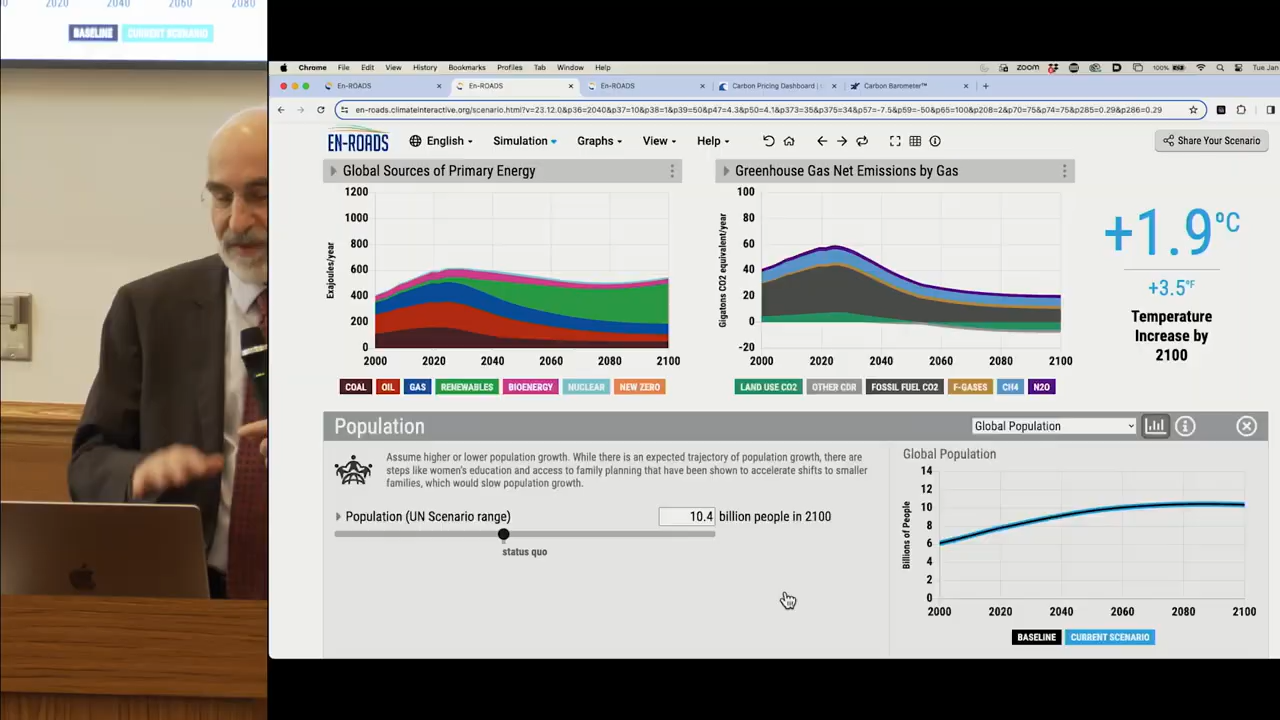 2040 2060 2080
BASELINE CURRENT SCENARIO
Chrome File Edit View History Bookmarks Profiles Tab Window Help
zoom 100% Tue Jan
En-ROADS En-ROADS En-ROADS Carbon Pricing Dashboard Carbon Barometer™
en-roads.climateinteractive.org/scenario.html?v=23.12.0&p36=2040&p37=10&p38=1&p39=50&p47=4.3&p50=4.1&p373=35&p375=34&p57=-7.5&p59=-50&p65=100&p208=2&p70=75&p74=75&p285=0.29&p286=0.29
EN-ROADS English Simulation Graphs View Help Share Your Scenario
Global Sources of Primary Energy
Exajoules/year
1200
1000
800
600
400
200
0
2000 2020 2040 2060 2080 2100
COAL OIL GAS RENEWABLES BIOENERGY NUCLEAR NEW ZERO
Greenhouse Gas Net Emissions by Gas
Gigatons CO2 equivalent/year
100
80
60
40
20
0
-20
2000 2020 2040 2060 2080 2100
LAND USE CO2 OTHER CDR FOSSIL FUEL CO2 F-GASES CH4 N2O
+1.9°C
+3.5°F
Temperature
Increase by
2100
Population
Global Population
Assume higher or lower population growth. While there is an expected trajectory of population growth, there are
steps like women's education and access to family planning that have been shown to accelerate shifts to smaller
families, which would slow population growth.
Population (UN Scenario range) 10.4 billion people in 2100
status quo
Global Population
Billions of People
14
12
10
8
6
4
2
0
2000 2020 2040 2060 2080 2100
BASELINE CURRENT SCENARIO